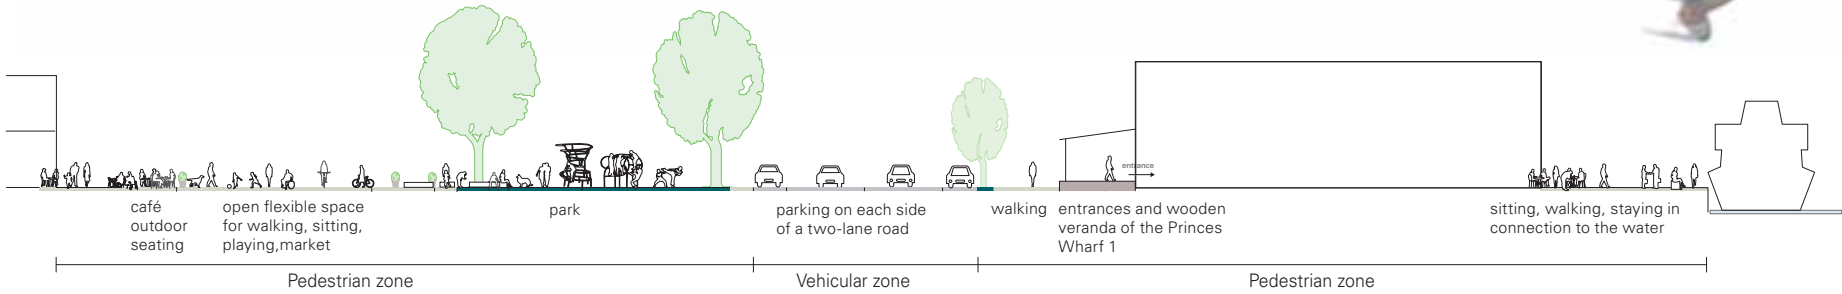 entrance
café
outdoor
seating
open flexible space
for walking, sitting,
playing,market
park
parking on each side
of a two-lane road
walking
entrances and wooden
veranda of the Princes
Wharf 1
sitting, walking, staying in
connection to the water
Pedestrian zone
Vehicular zone
Pedestrian zone